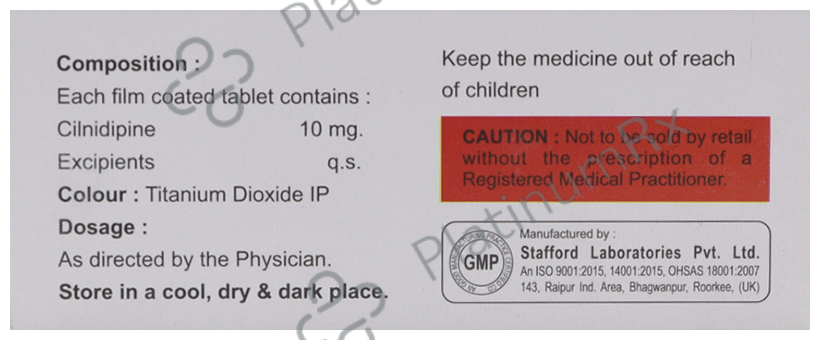 Composition :
Each film coated tablet contains :
Cilnidipine 10 mg.
Excipients q.s.
Colour : Titanium Dioxide IP
Dosage :
As directed by the Physician.
Store in a cool, dry & dark place.
Keep the medicine out of reach
of children
CAUTION : Not to be sold by retail
without the prescription of a
Registered Medical Practitioner.
GMP
Manufactured by :
Stafford Laboratories Pvt. Ltd.
An ISO 9001:2015, 14001:2015, OHSAS 18001:2007
143, Raipur Ind. Area, Bhagwanpur, Roorkee, (UK)
PlatinumRx
Platin